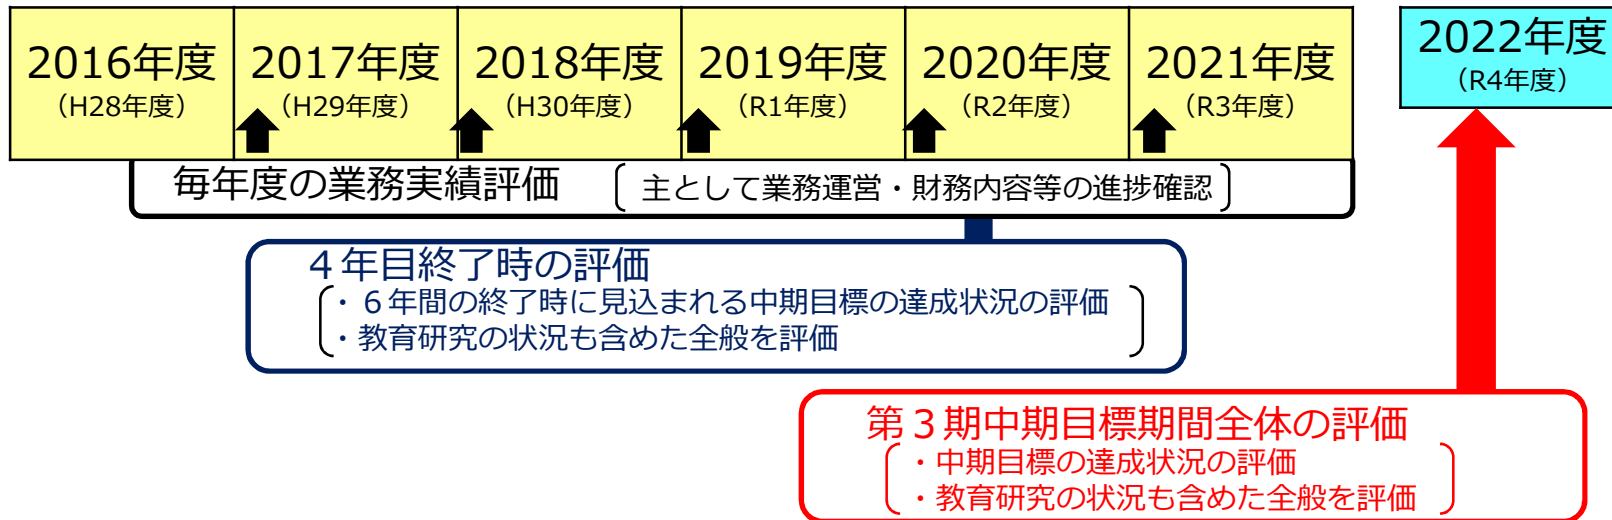 2016年度
（H28年度）
2017年度
（H29年度）
2018年度
（H30年度）
2019年度
（R1年度）
2020年度
（R2年度）
2021年度
（R3年度）
2022年度
（R4年度）
毎年度の業務実績評価
主として業務運営・財務内容等の進捗確認
４年目終了時の評価
・６年間の終了時に見込まれる中期目標の達成状況の評価
・教育研究の状況も含めた全般を評価
第３期中期目標期間全体の評価
・中期目標の達成状況の評価
・教育研究の状況も含めた全般を評価